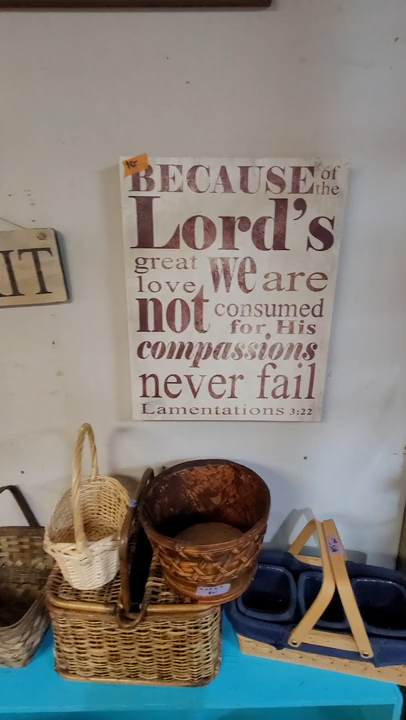 BECAUSE of the
Lord's
great love we are
not consumed
for His
compassions
never fail
Lamentations 3:22
IT